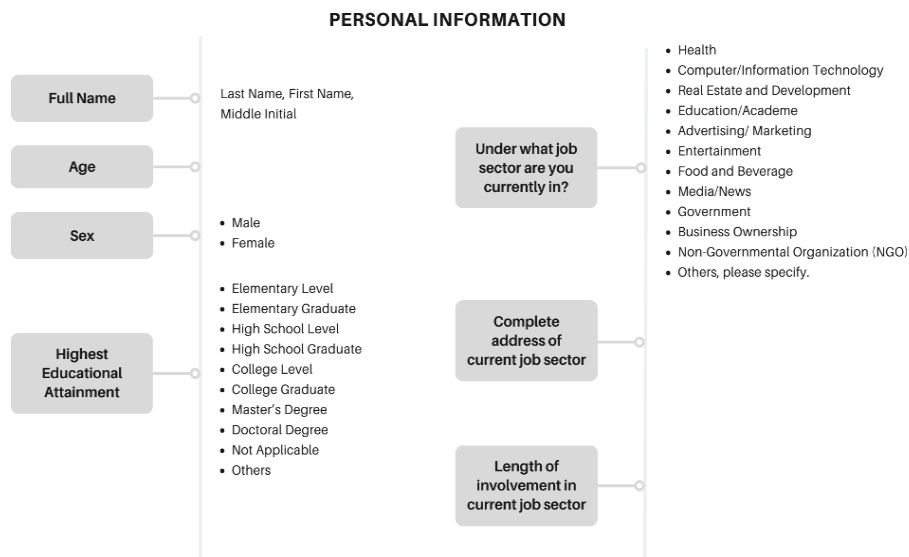 PERSONAL INFORMATION
Full Name
Last Name, First Name,
Middle Initial
Age
Sex
• Male
• Female
Highest
Educational
Attainment
• Elementary Level
• Elementary Graduate
• High School Level
• High School Graduate
• College Level
• College Graduate
• Master's Degree
• Doctoral Degree
• Not Applicable
• Others
Under what job
sector are you
currently in?
• Health
• Computer/Information Technology
• Real Estate and Development
• Education/Academe
• Advertising/ Marketing
• Entertainment
• Food and Beverage
• Media/News
• Government
• Business Ownership
• Non-Governmental Organization (NGO)
• Others, please specify.
Complete
address of
current job sector
Length of
involvement in
current job sector